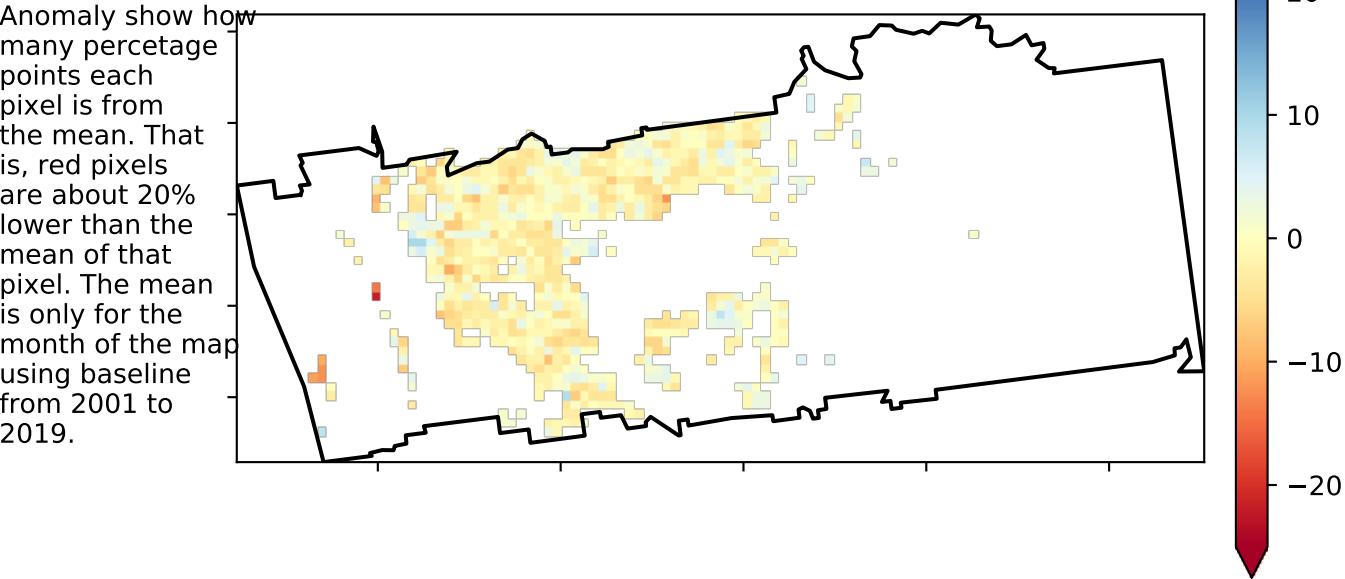 Anomaly show how
many percetage
points each
pixel is from
the mean. That
is, red pixels
are about 20%
lower than the
mean of that
pixel. The mean
is only for the
month of the map
using baseline
from 2001 to
2019.
10
0
−10
−20